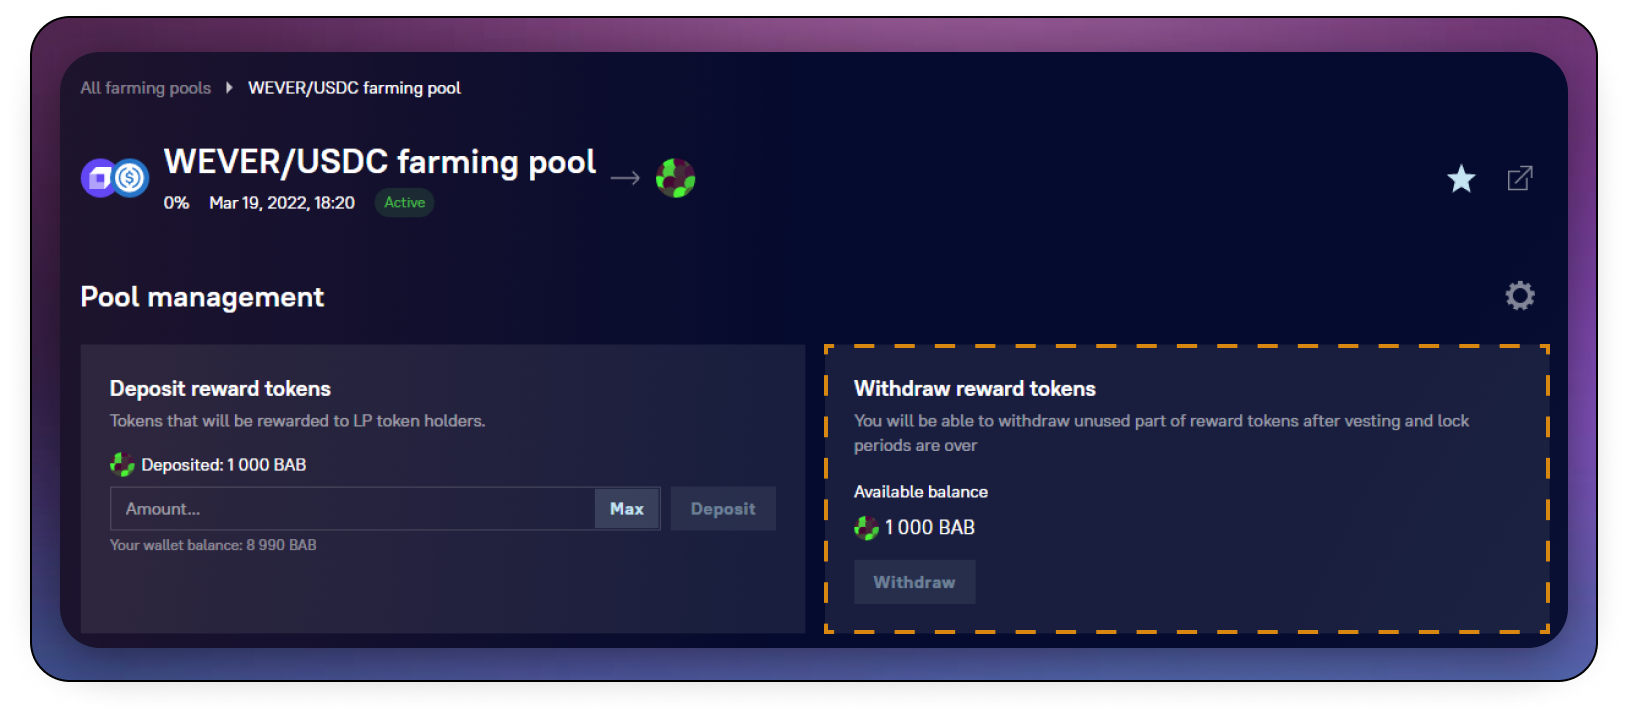 All farming pools WEVER/USDC farming pool
WEVER/USDC farming pool
0% Mar 19, 2022, 18:20 Active
Pool management
Deposit reward tokens
Tokens that will be rewarded to LP token holders.
Deposited: 1 000 BAB
Amount... Max Deposit
Your wallet balance: 8 990 BAB
Withdraw reward tokens
You will be able to withdraw unused part of reward tokens after vesting and lock
periods are over
Available balance
1 000 BAB
Withdraw